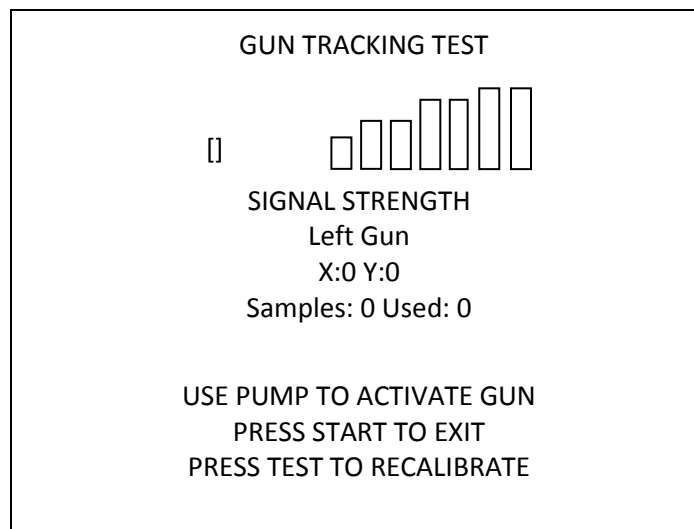 GUN TRACKING TEST
[]
SIGNAL STRENGTH
Left Gun
X:0 Y:0
Samples: 0 Used: 0
USE PUMP TO ACTIVATE GUN
PRESS START TO EXIT
PRESS TEST TO RECALIBRATE